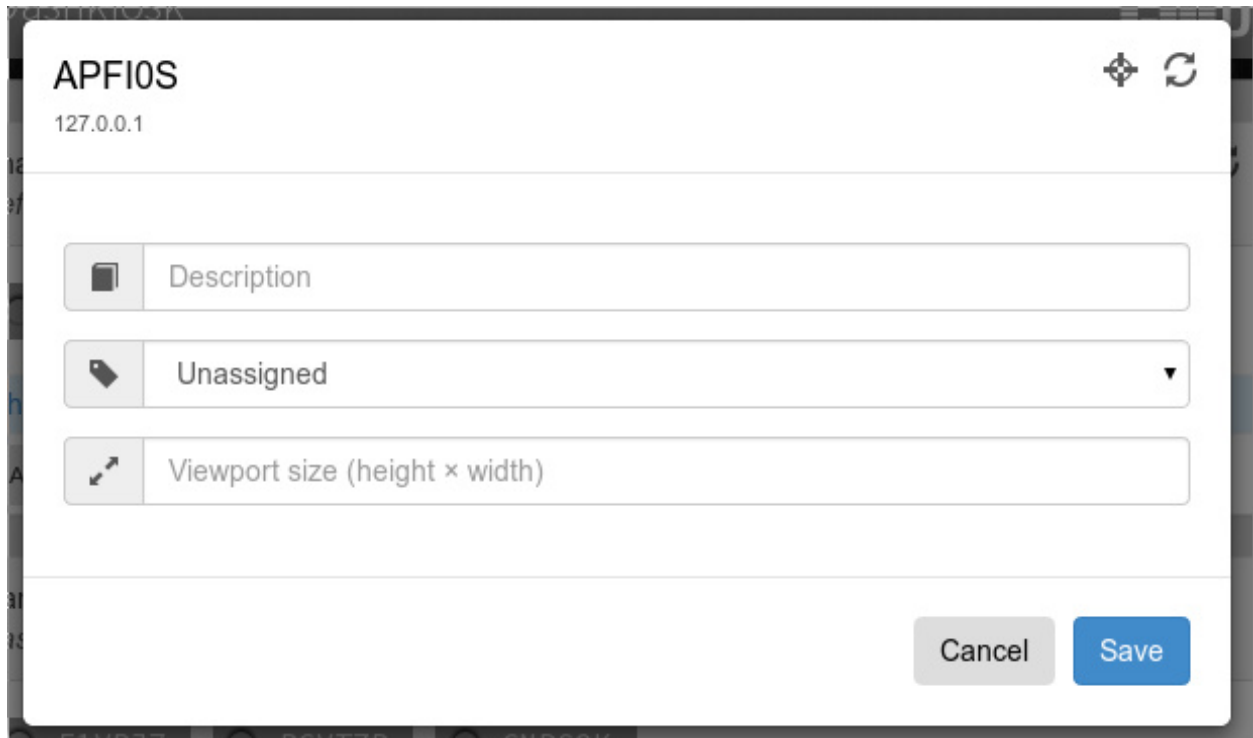 APFI0S
127.0.0.1
Description
Unassigned
Viewport size (height × width)
Cancel
Save